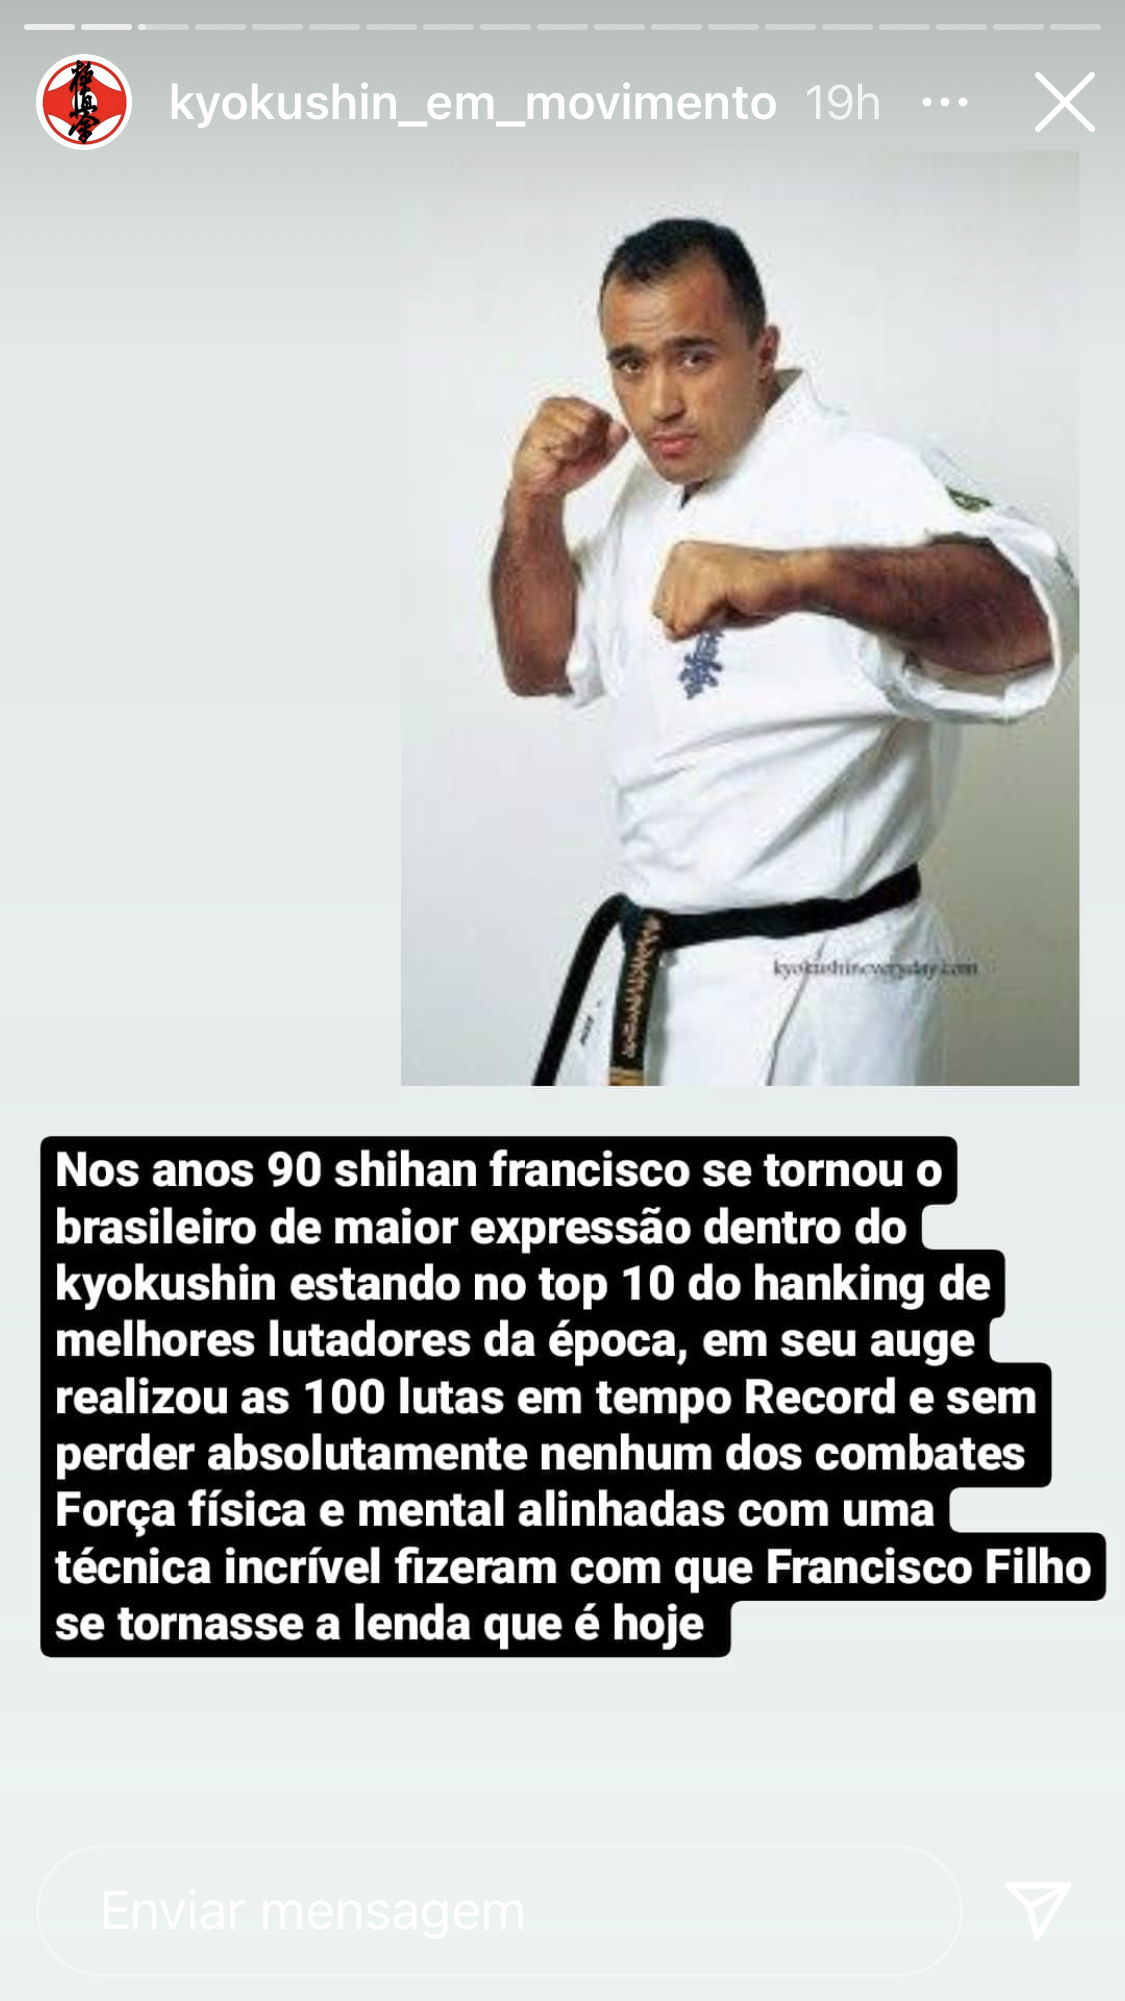 kyokushin_em_movimento 19h
kyokushineveryday.com
Nos anos 90 shihan francisco se tornou o
brasileiro de maior expressão dentro do
kyokushin estando no top 10 do hanking de
melhores lutadores da época, em seu auge
realizou as 100 lutas em tempo Record e sem
perder absolutamente nenhum dos combates
Força física e mental alinhadas com uma
técnica incrível fizeram com que Francisco Filho
se tornasse a lenda que é hoje
Enviar mensagem